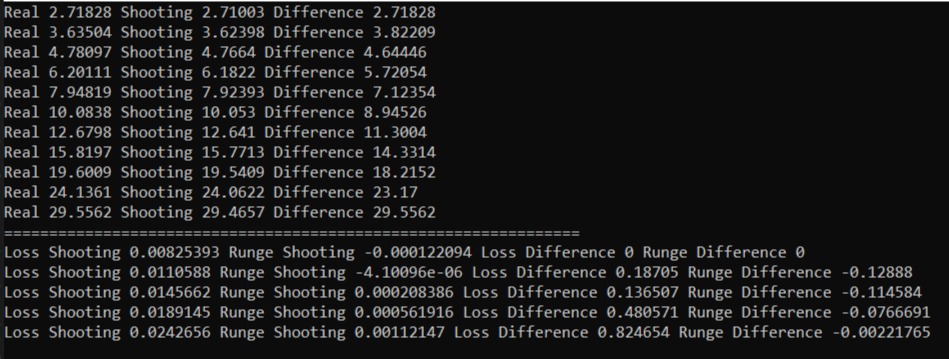 Real 2.71828 Shooting 2.71003 Difference 2.71828
Real 3.63504 Shooting 3.62398 Difference 3.82209
Real 4.78097 Shooting 4.7664 Difference 4.64446
Real 6.20111 Shooting 6.1822 Difference 5.72054
Real 7.94819 Shooting 7.92393 Difference 7.12354
Real 10.0838 Shooting 10.053 Difference 8.94526
Real 12.6798 Shooting 12.641 Difference 11.3004
Real 15.8197 Shooting 15.7713 Difference 14.3314
Real 19.6009 Shooting 19.5409 Difference 18.2152
Real 24.1361 Shooting 24.0622 Difference 23.17
Real 29.5562 Shooting 29.4657 Difference 29.5562
================================================================
Loss Shooting 0.00825393 Runge Shooting -0.000122094 Loss Difference 0 Runge Difference 0
Loss Shooting 0.0110588 Runge Shooting -4.10096e-06 Loss Difference 0.18705 Runge Difference -0.12888
Loss Shooting 0.0145662 Runge Shooting 0.000208386 Loss Difference 0.136507 Runge Difference -0.114584
Loss Shooting 0.0189145 Runge Shooting 0.000561916 Loss Difference 0.480571 Runge Difference -0.0766691
Loss Shooting 0.0242656 Runge Shooting 0.00112147 Loss Difference 0.824654 Runge Difference -0.00221765